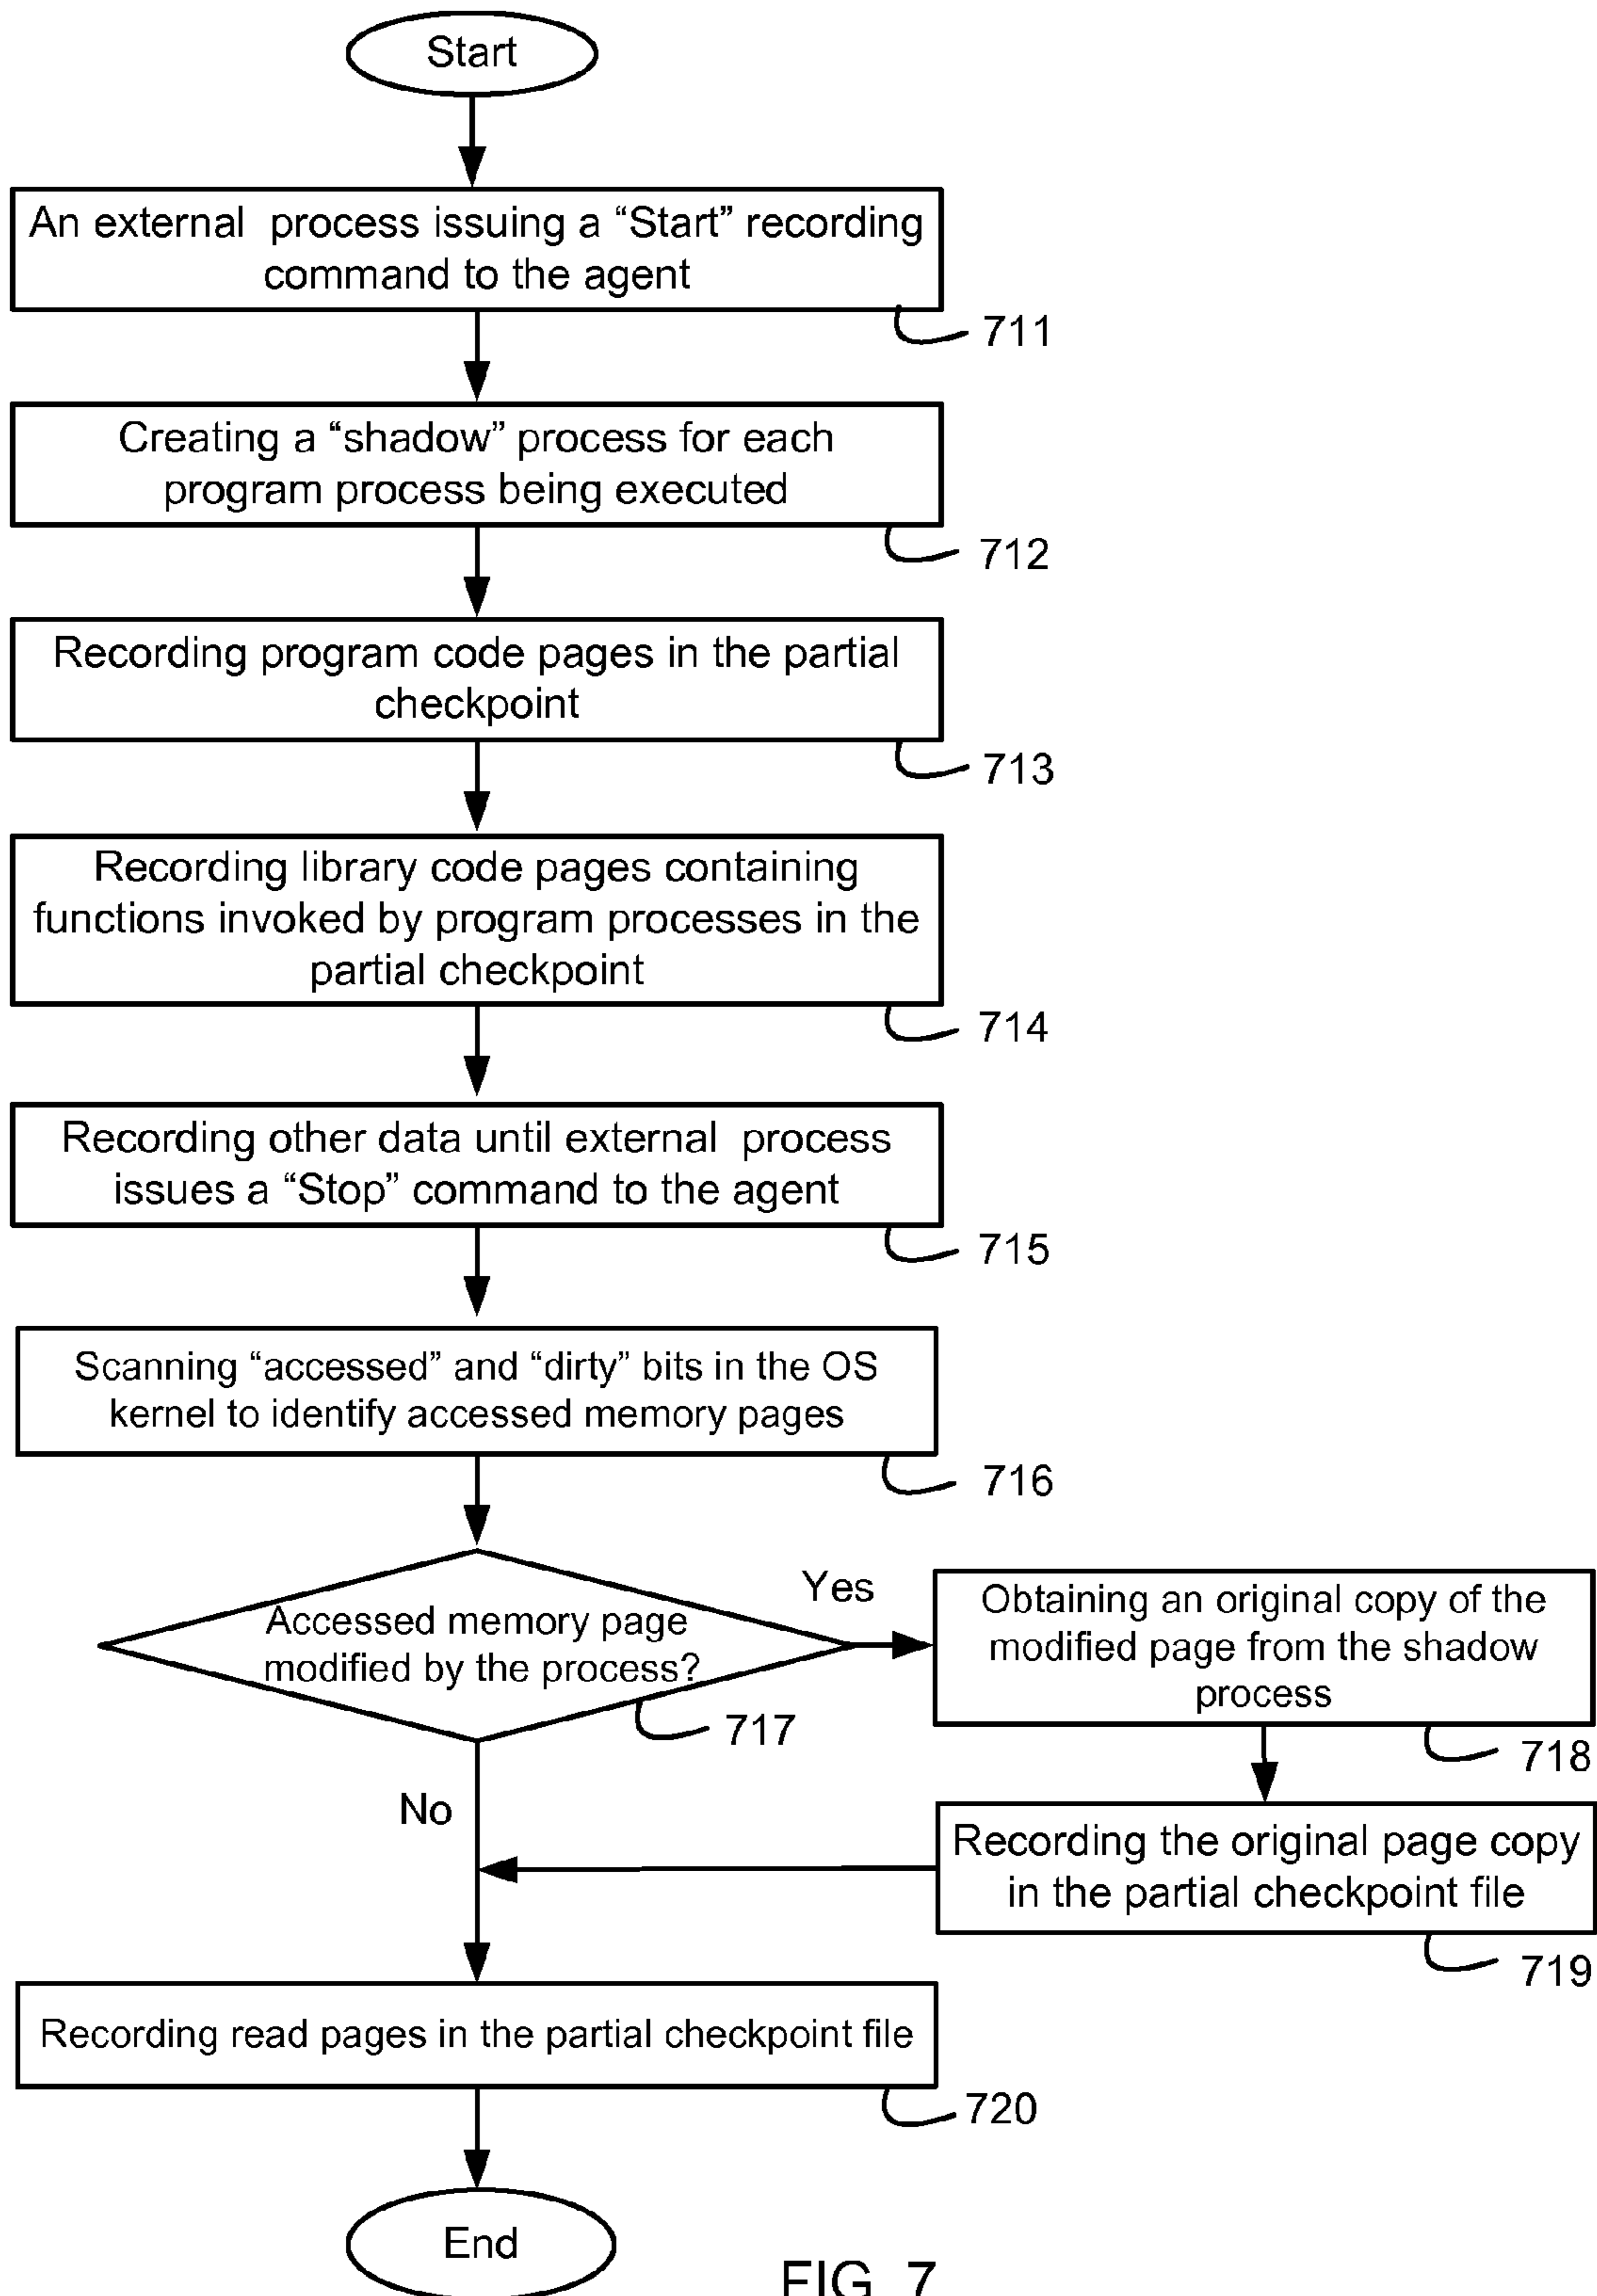 Start
An external process issuing a “Start” recording
command to the agent
711
Creating a “shadow” process for each
program process being executed
712
Recording program code pages in the partial
checkpoint
713
Recording library code pages containing
functions invoked by program processes in the
partial checkpoint
714
Recording other data until external process
issues a “Stop” command to the agent
715
Scanning “accessed” and “dirty” bits in the OS
kernel to identify accessed memory pages
716
Accessed memory page
modified by the process?
717
Yes
Obtaining an original copy of the
modified page from the shadow
process
718
No
Recording the original page copy
in the partial checkpoint file
719
Recording read pages in the partial checkpoint file
720
End
FIG. 7